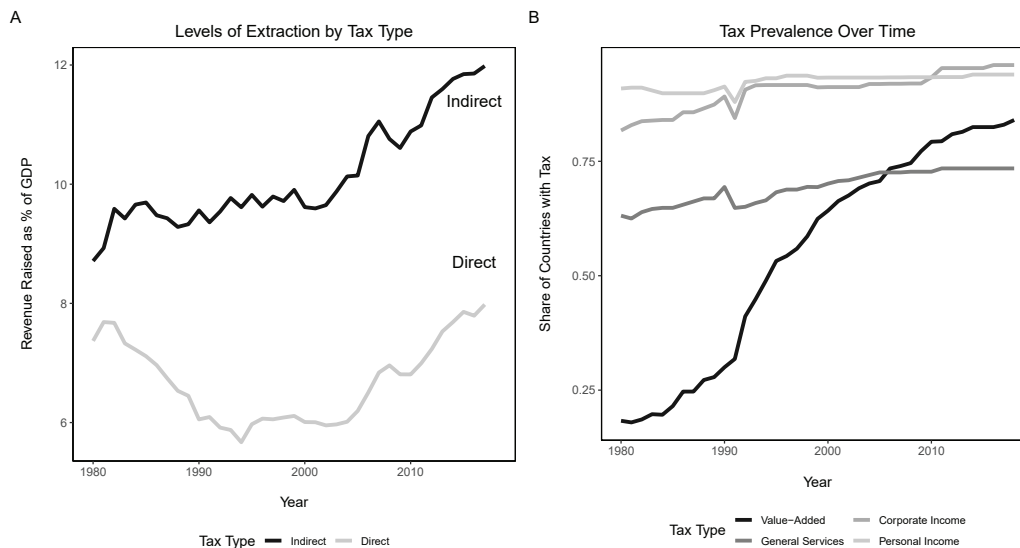 A
Levels of Extraction by Tax Type
Revenue Raised as % of GDP
12
10
8
6
Indirect
Direct
1980
1990
2000
2010
Year
Tax Type
Indirect
Direct
B
Tax Prevalence Over Time
Share of Countries with Tax
0.75
0.50
0.25
1980
1990
2000
2010
Year
Tax Type
Value−Added
General Services
Corporate Income
Personal Income